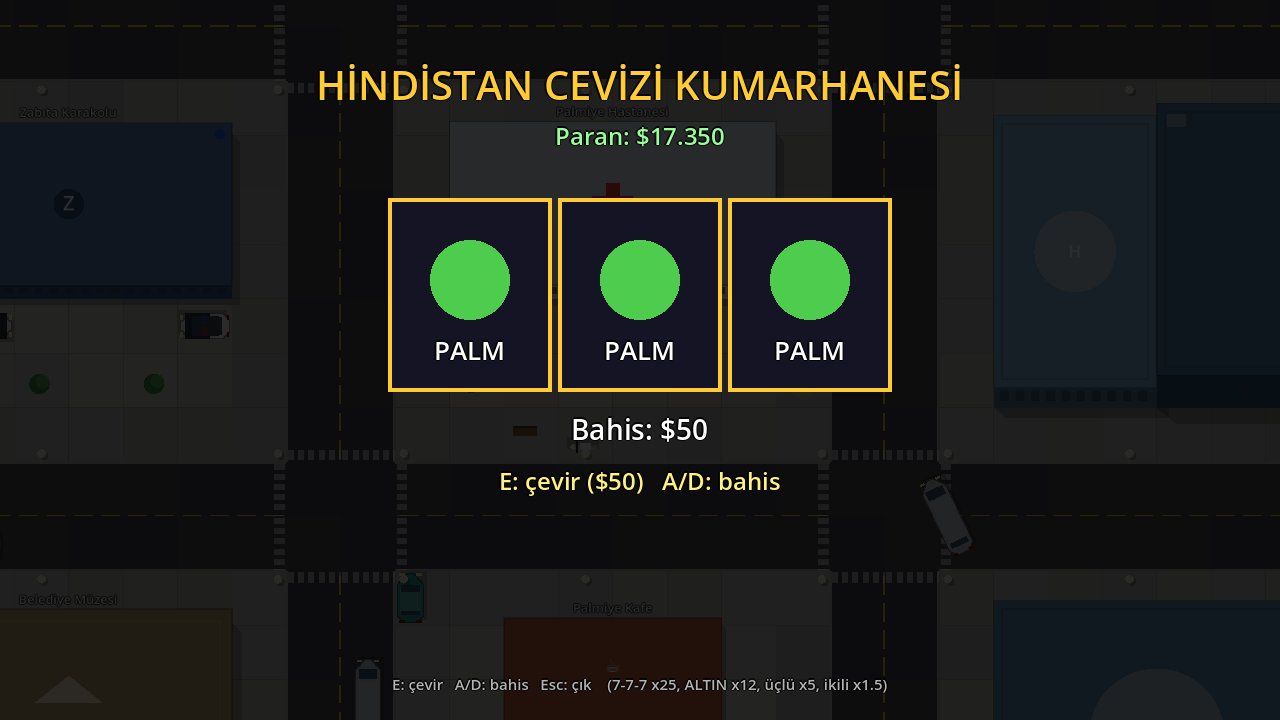 HİNDİSTAN CEVİZİ KUMARHANESİ
Zabıta Karakolu
Palmiye Hastanesi
Paran: $17.350
Z
H
PALM PALM PALM
Bahis: $50
E: çevir ($50) A/D: bahis
Belediye Müzesi
Palmiye Kafe
E: çevir A/D: bahis Esc: çık (7-7-7 x25, ALTIN x12, üçlü x5, ikili x1.5)